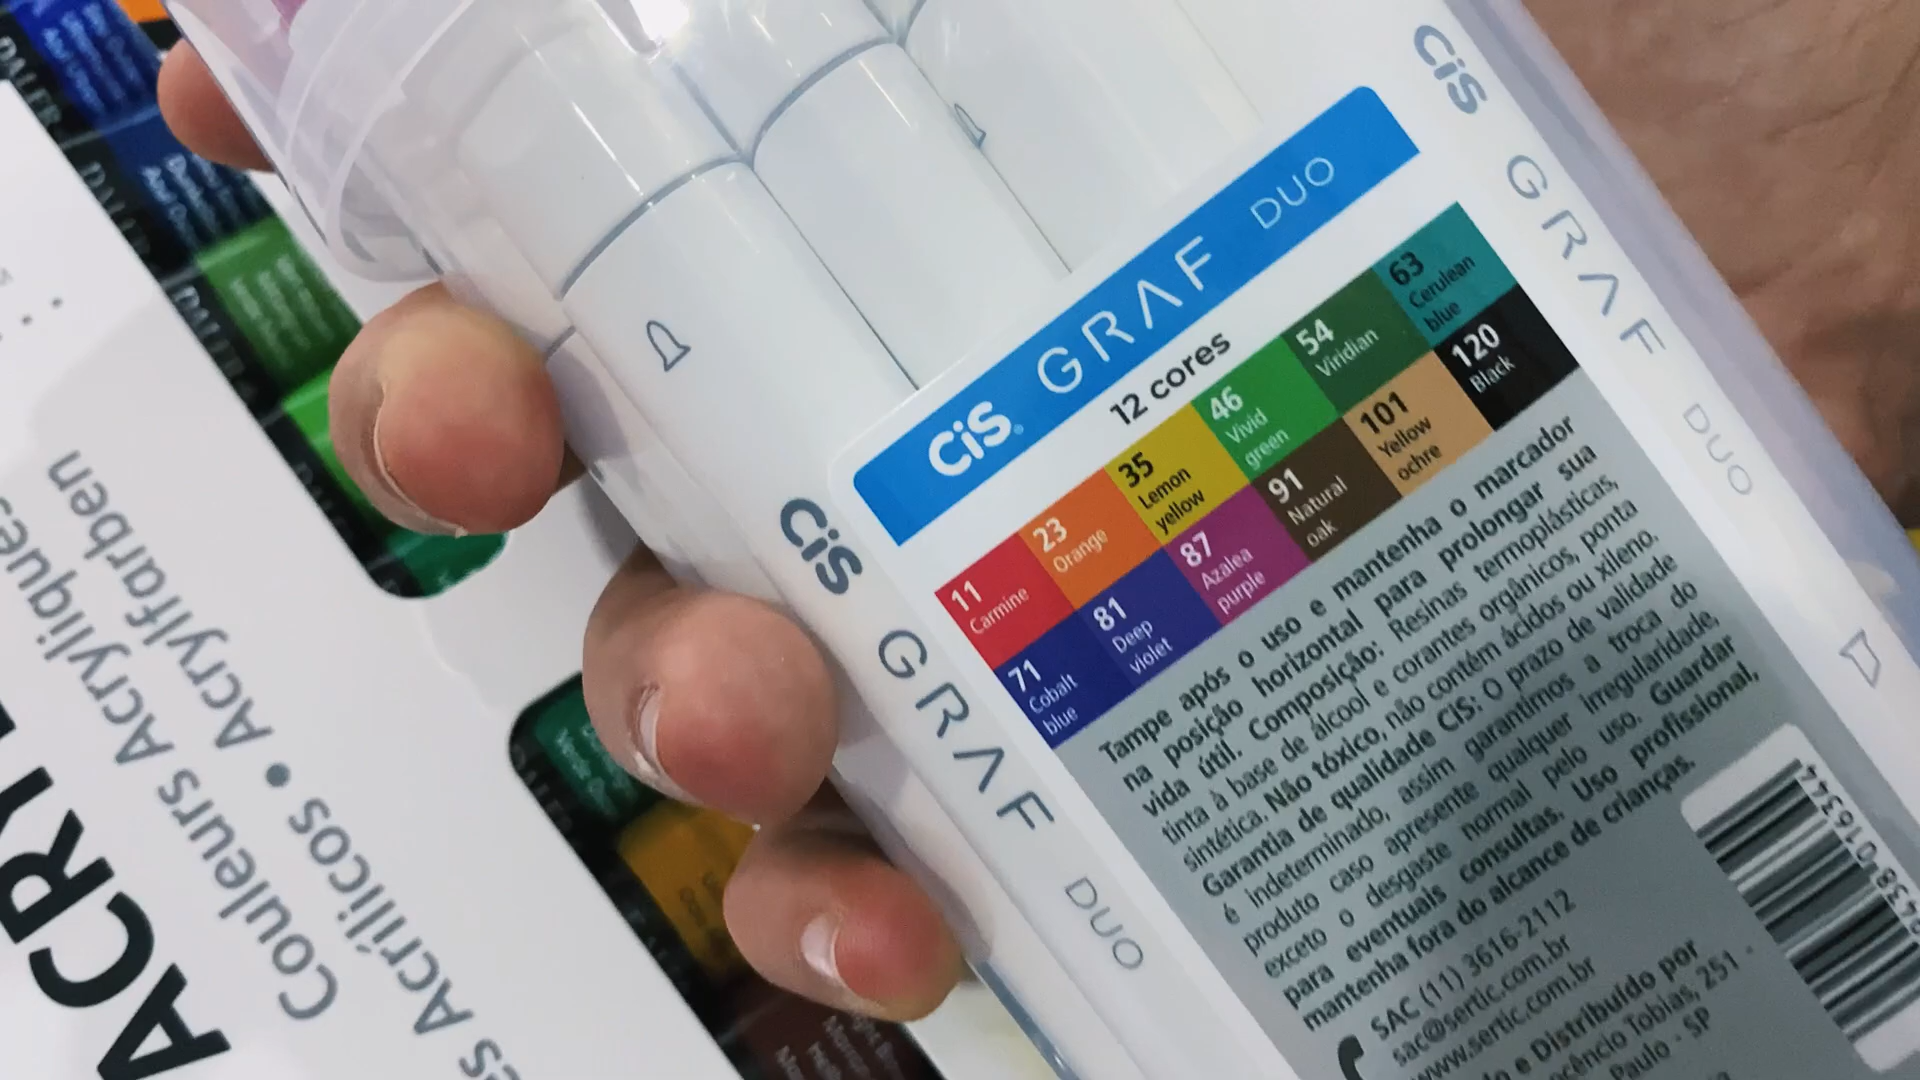 CiS GRAF DUO
12 cores
11 Carmine
23 Orange
35 Lemon yellow
46 Vivid green
54 Viridian
63 Cerulean blue
71 Cobalt blue
81 Deep violet
87 Azalea purple
91 Natural oak
101 Yellow ochre
120 Black
Tampe após o uso e mantenha o marcador
na posição horizontal para prolongar sua
vida útil. Composição: Resinas termoplásticas,
tinta à base de álcool e corantes orgânicos, ponta
sintética. Não tóxico, não contém ácidos ou xileno.
Garantia de qualidade CiS: O prazo de validade
é indeterminado, assim garantimos a troca do
produto caso apresente qualquer irregularidade,
exceto o desgaste normal pelo uso. Guardar
para eventuais consultas. Uso profissional,
mantenha fora do alcance de crianças.
SAC (11) 3616-2112
sac@sertic.com.br
www.sertic.com.br
e Distribuído por
Tobias, 251 -
Paulo - SP
CiS GRAF DUO
CiS GRAF DUO
Couleurs Acryliques
Acrílicos • Acrylfarben
DALER
DALER
DALER